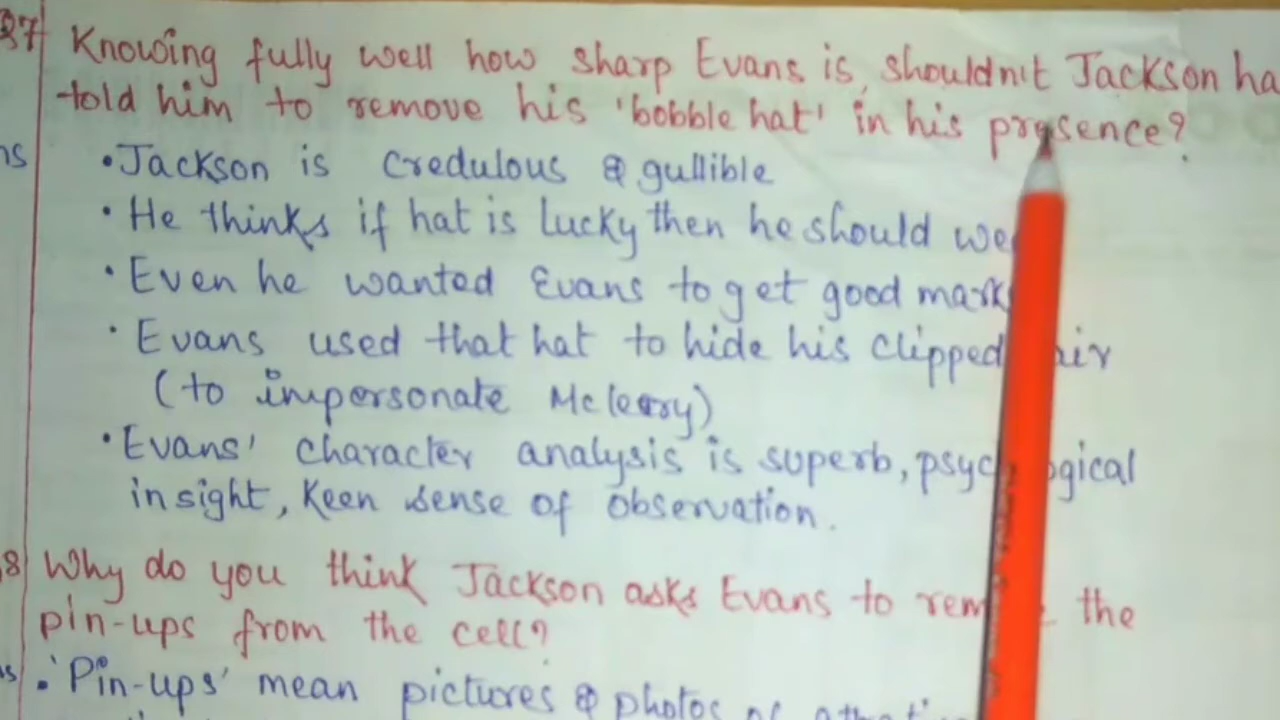 37 Knowing fully well how sharp Evans is, shouldn't Jackson ha
told him to remove his 'bobble hat' in his presence?
ns • Jackson is credulous & gullible
• He thinks if hat is lucky then he should we
• Even he wanted Evans to get good mark
• Evans used that hat to hide his clipped
(to impersonate McLeery)
• Evans' character analysis is superb,
insight, keen sense of observation.
8 Why do you think Jackson asks Evans to the
pin-ups from the cell?
s • 'Pin-ups' mean pictures & photos of